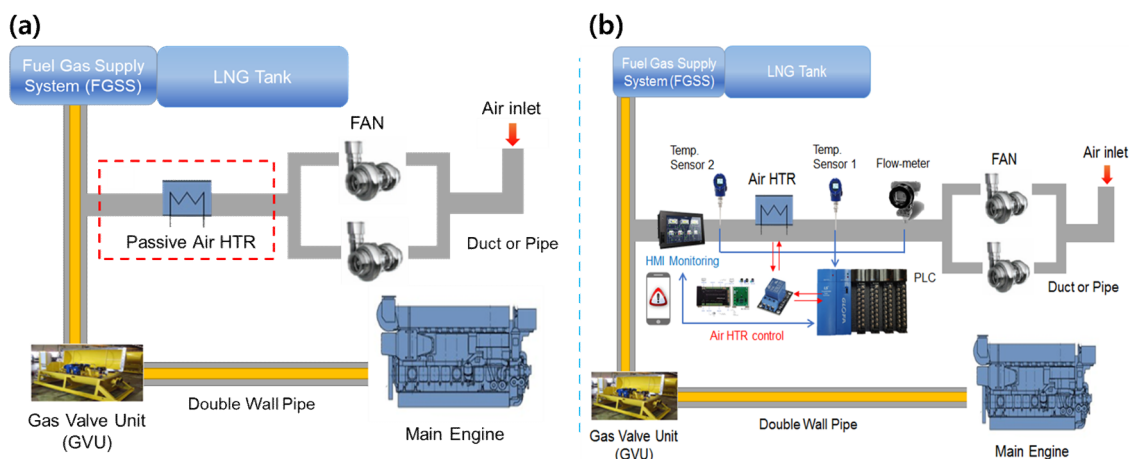 (a)
Fuel Gas Supply
System (FGSS)
LNG Tank
Air inlet
FAN
Passive Air HTR
Duct or Pipe
Gas Valve Unit
(GVU)
Double Wall Pipe
Main Engine
(b)
Fuel Gas Supply
System (FGSS)
LNG Tank
Temp.
Sensor 2
Air HTR
Temp.
Sensor 1
Flow-meter
FAN
Air inlet
HMI Monitoring
PLC
Duct or Pipe
Air HTR control
Gas Valve Unit
(GVU)
Double Wall Pipe
Main Engine